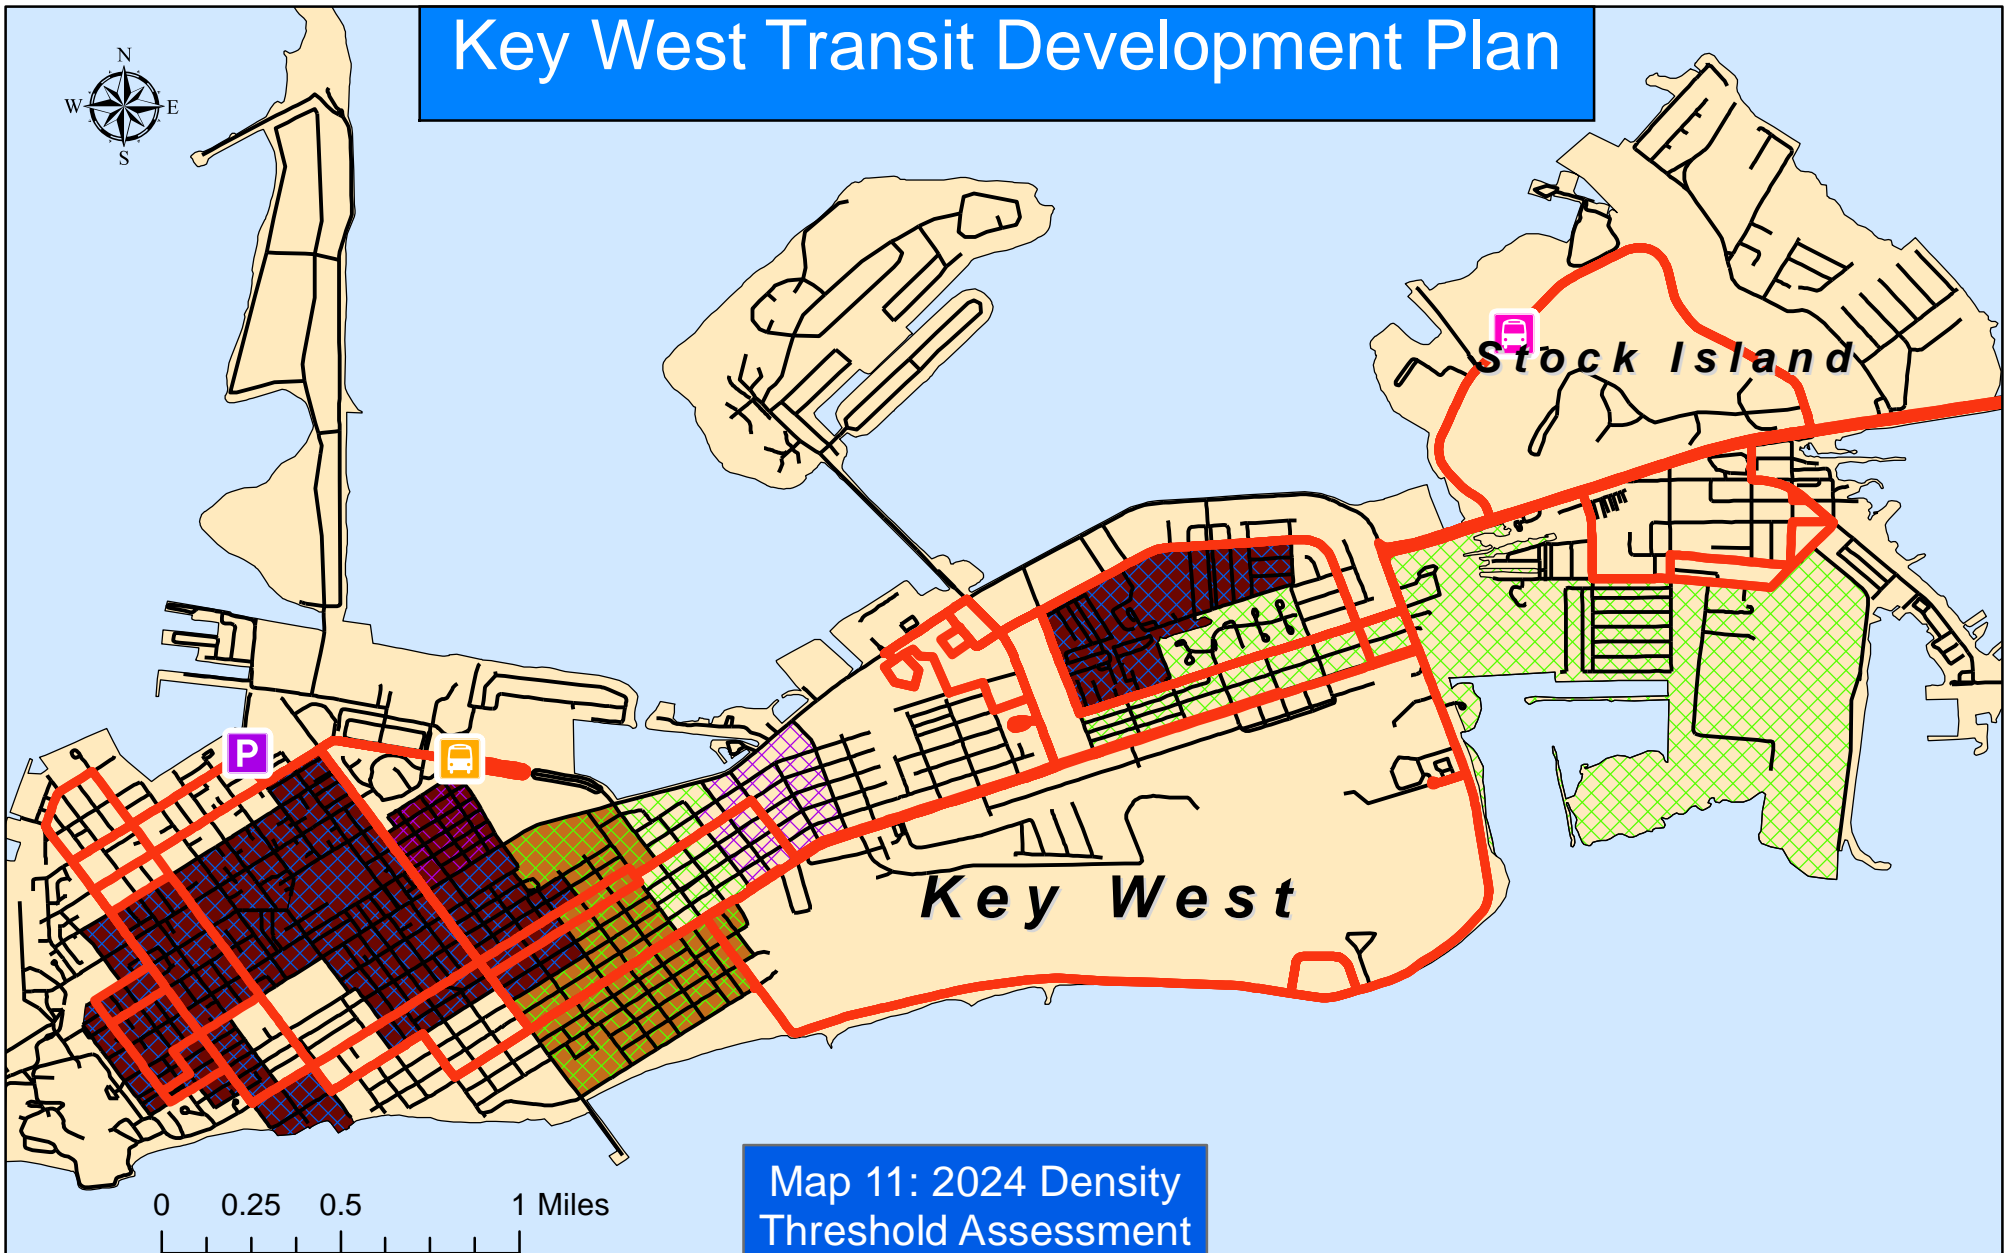 Key West Transit Development Plan
N
W E
S
Stock Island
P
Key West
0 0.25 0.5 1 Miles
Map 11: 2024 Density
Threshold Assessment